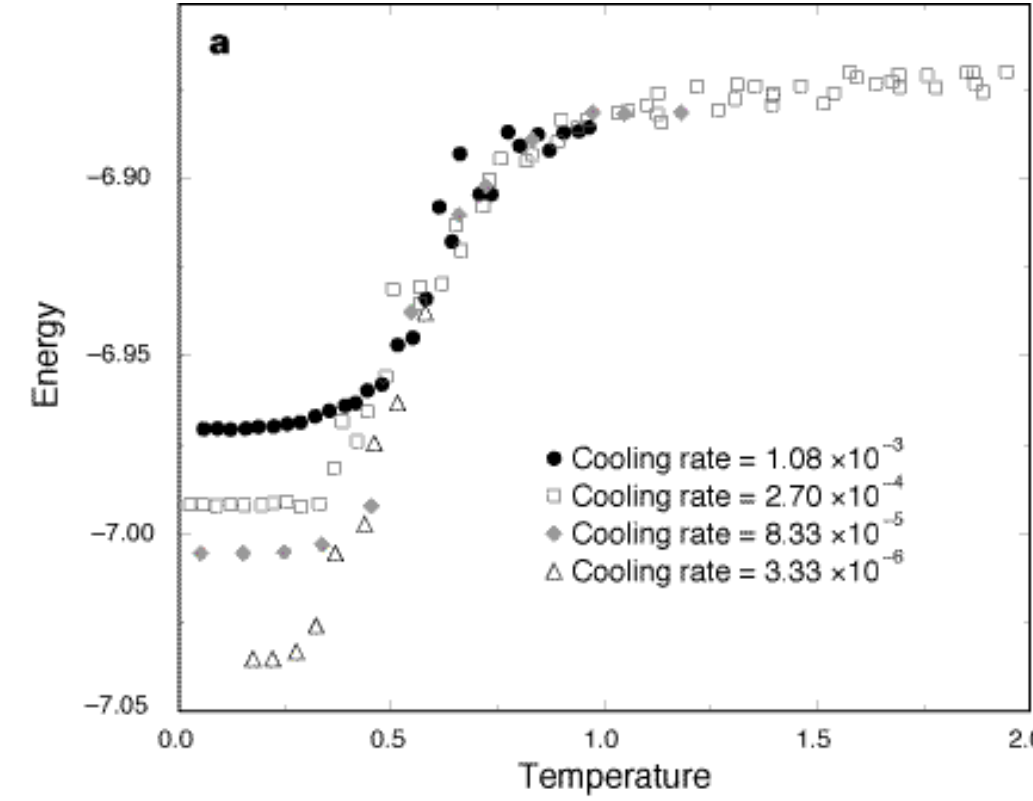 a
Energy
−6.90
−6.95
−7.00
−7.05
● Cooling rate = 1.08 ×10⁻³
□ Cooling rate = 2.70 ×10⁻⁴
◆ Cooling rate = 8.33 ×10⁻⁵
△ Cooling rate = 3.33 ×10⁻⁶
0.0 0.5 1.0 1.5 2.0
Temperature